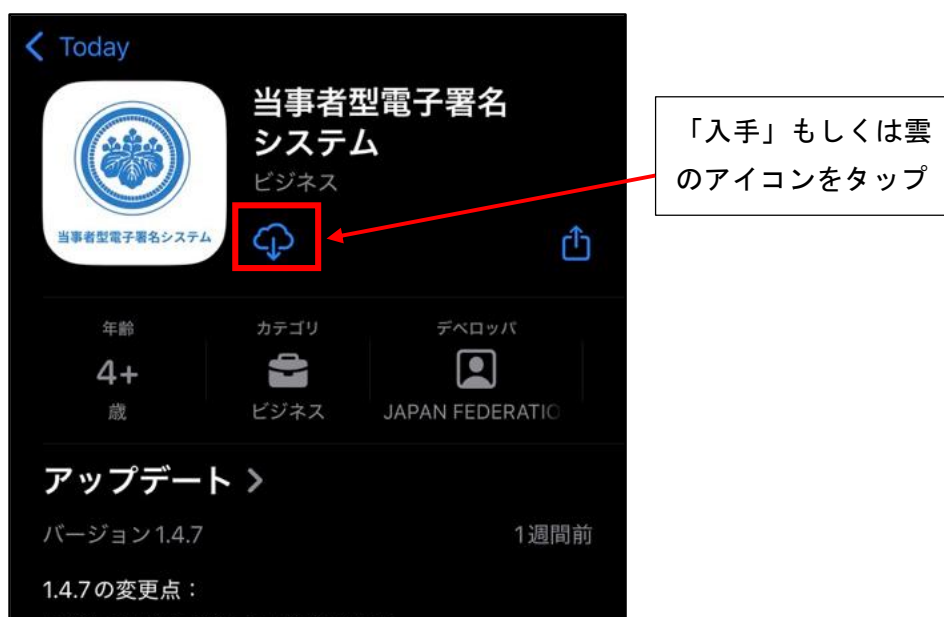 Today
当事者型電子署名
システム
ビジネス
当事者型電子署名システム
「入手」もしくは雲
のアイコンをタップ
年齢
カテゴリ
デベロッパ
4+
歳
ビジネス
JAPAN FEDERATIO
アップデート
バージョン 1.4.7
1週間前
1.4.7の変更点：